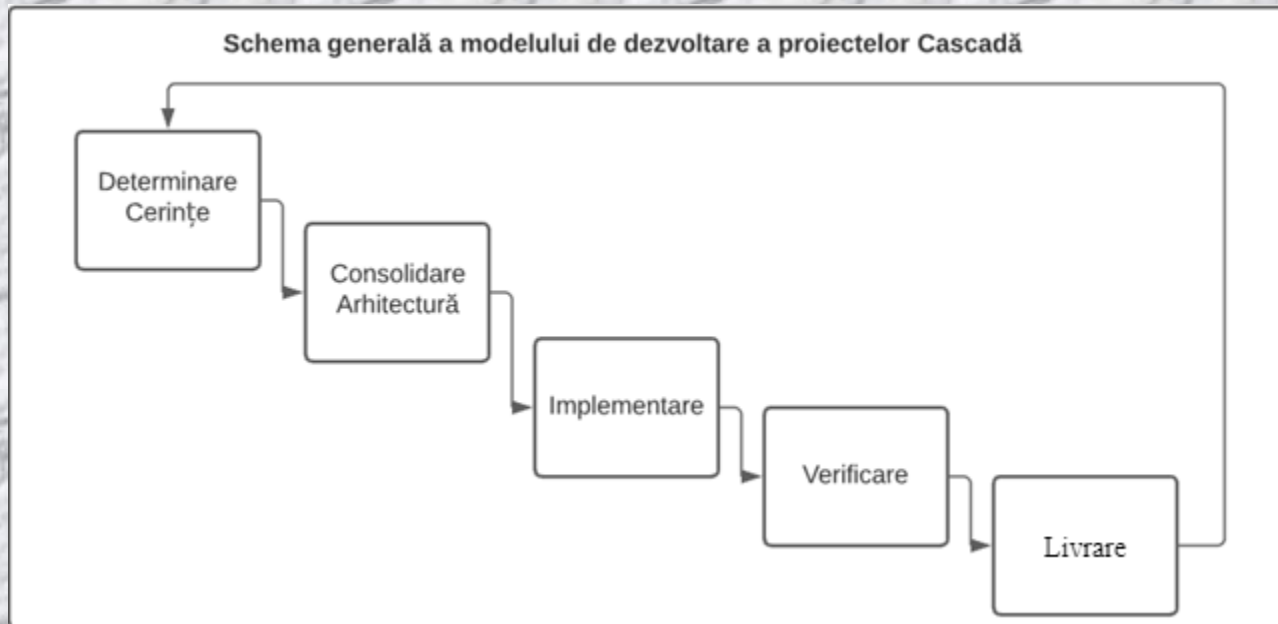 Schema generală a modelului de dezvoltare a proiectelor Cascadă
Determinare
Cerințe
Consolidare
Arhitectură
Implementare
Verificare
Livrare